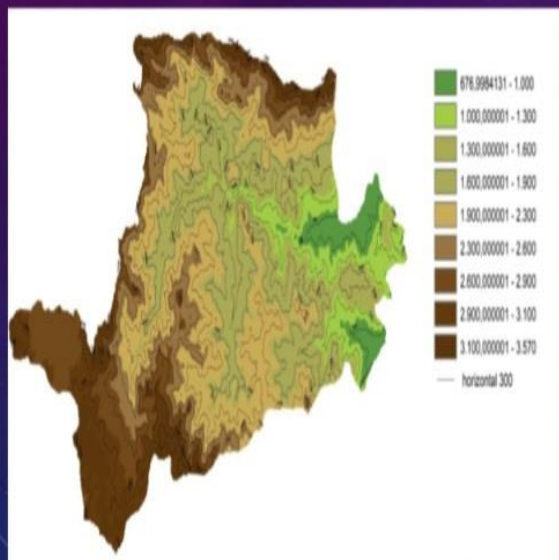 676,9984131 - 1.000
1.000,000001 - 1.300
1.300,000001 - 1.600
1.600,000001 - 1.900
1.900,000001 - 2.300
2.300,000001 - 2.600
2.600,000001 - 2.900
2.900,000001 - 3.100
3.100,000001 - 3.570
horizontal 300